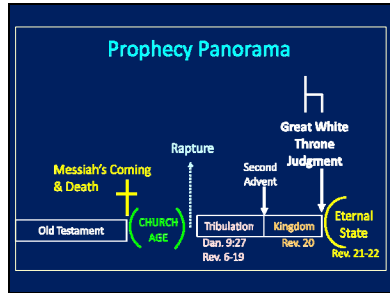 Prophecy Panorama
Great White
Throne
Judgment
Rapture
Messiah's Coming
& Death
Second
Advent
Old Testament
CHURCH
AGE
Tribulation
Kingdom
Eternal
State
Dan. 9:27
Rev. 6-19
Rev. 20
Rev. 21-22